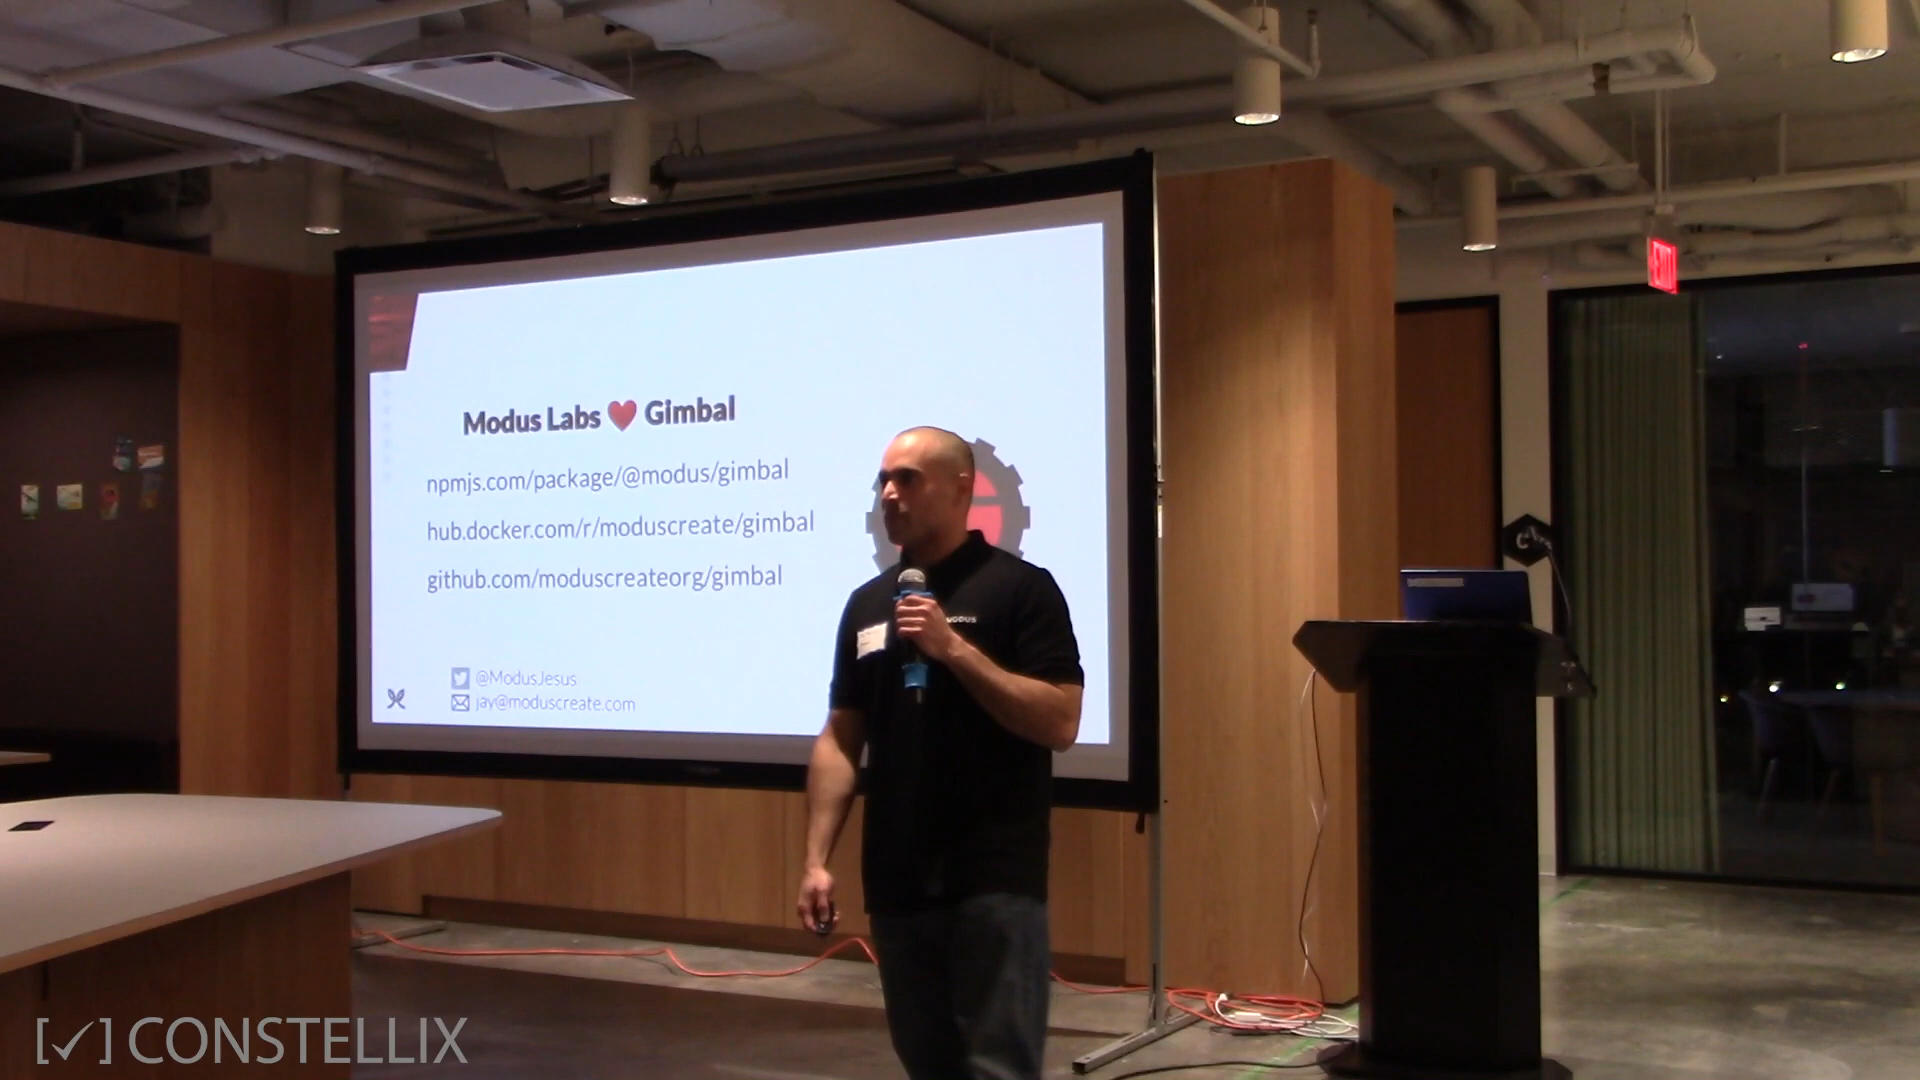 Modus Labs ❤ Gimbal
npmjs.com/package/@modus/gimbal
hub.docker.com/r/moduscreate/gimbal
github.com/moduscreateorg/gimbal
@ModusJesus
jay@moduscreate.com
MODUS
EXIT
[✓] CONSTELLIX